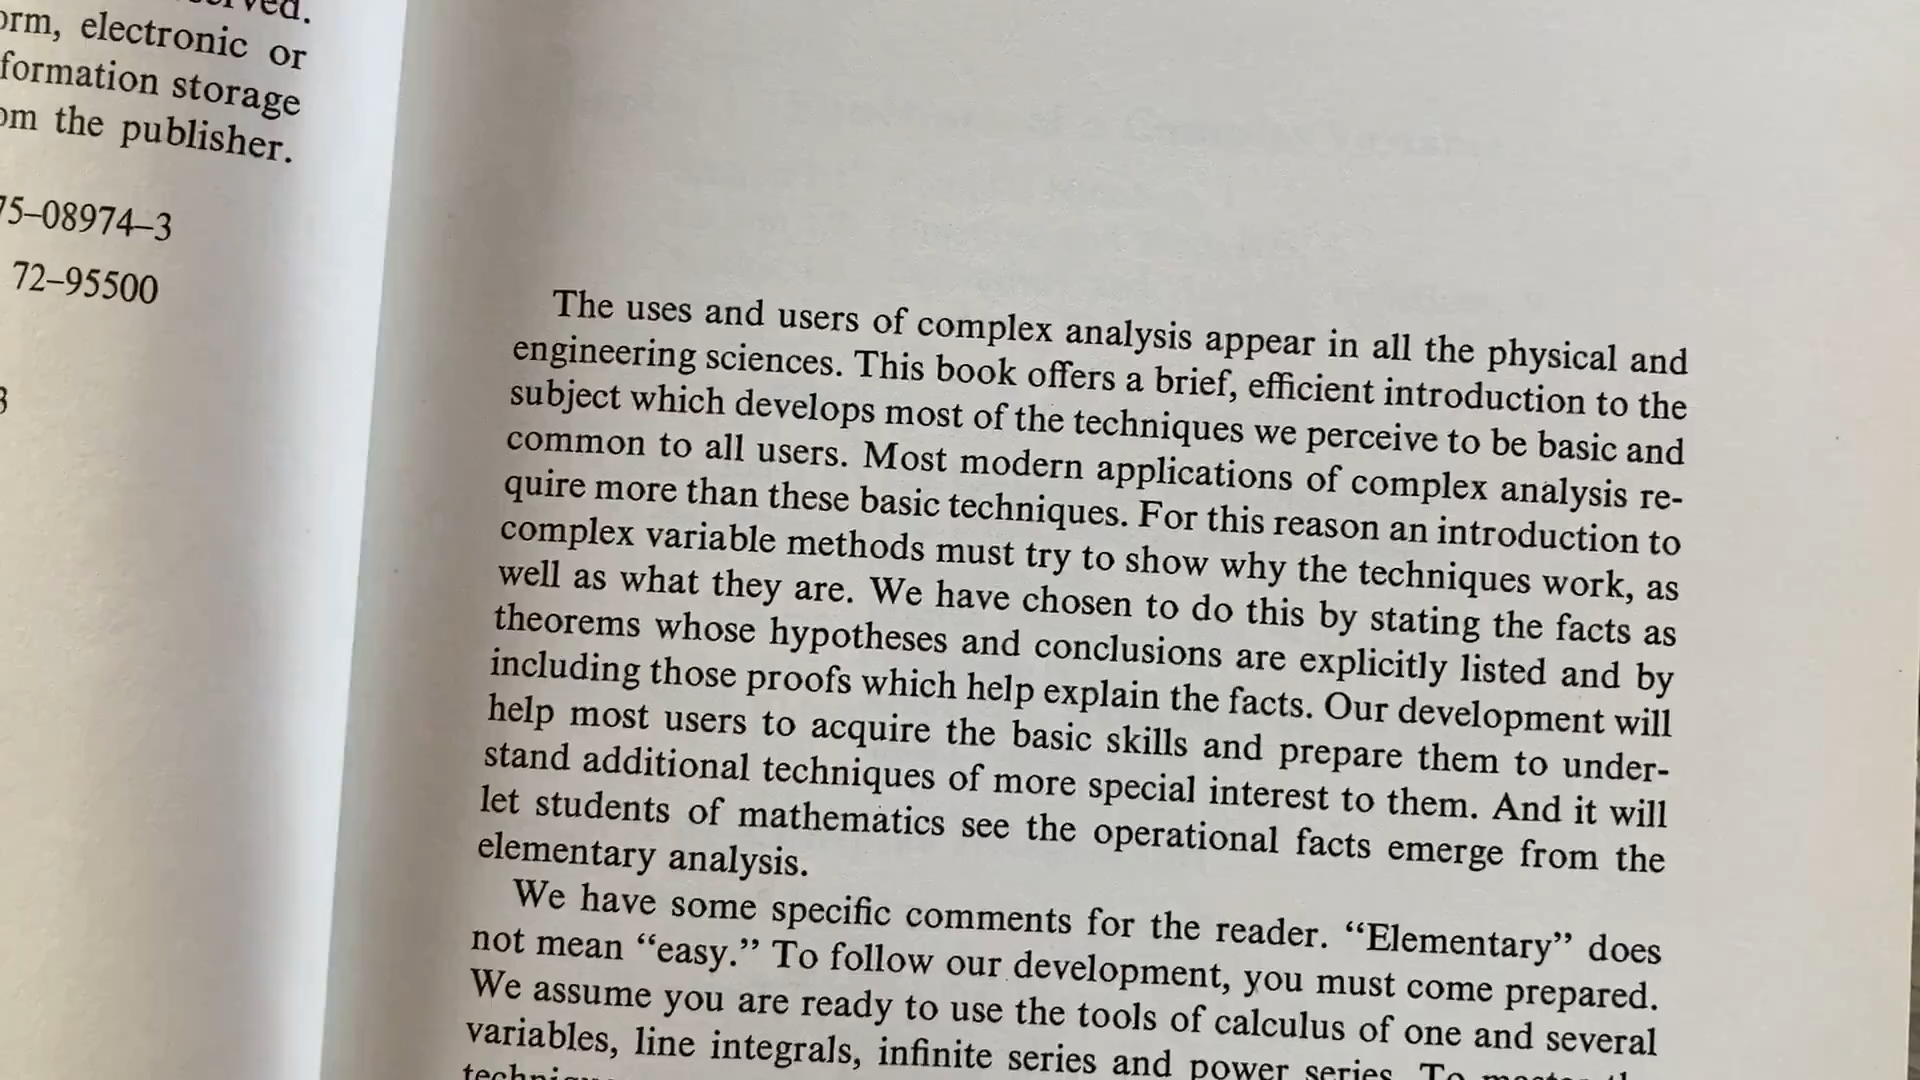 electronic or
storage
the publisher.
75–08974–3
72–95500
3
The uses and users of complex analysis appear in all the physical and
engineering sciences. This book offers a brief, efficient introduction to the
subject which develops most of the techniques we perceive to be basic and
common to all users. Most modern applications of complex analysis re-
quire more than these basic techniques. For this reason an introduction to
complex variable methods must try to show why the techniques work, as
well as what they are. We have chosen to do this by stating the facts as
theorems whose hypotheses and conclusions are explicitly listed and by
including those proofs which help explain the facts. Our development will
help most users to acquire the basic skills and prepare them to under-
stand additional techniques of more special interest to them. And it will
let students of mathematics see the operational facts emerge from the
elementary analysis.
We have some specific comments for the reader. “Elementary” does
not mean “easy.” To follow our development, you must come prepared.
We assume you are ready to use the tools of calculus of one and several
variables, line integrals, infinite series and power series. To